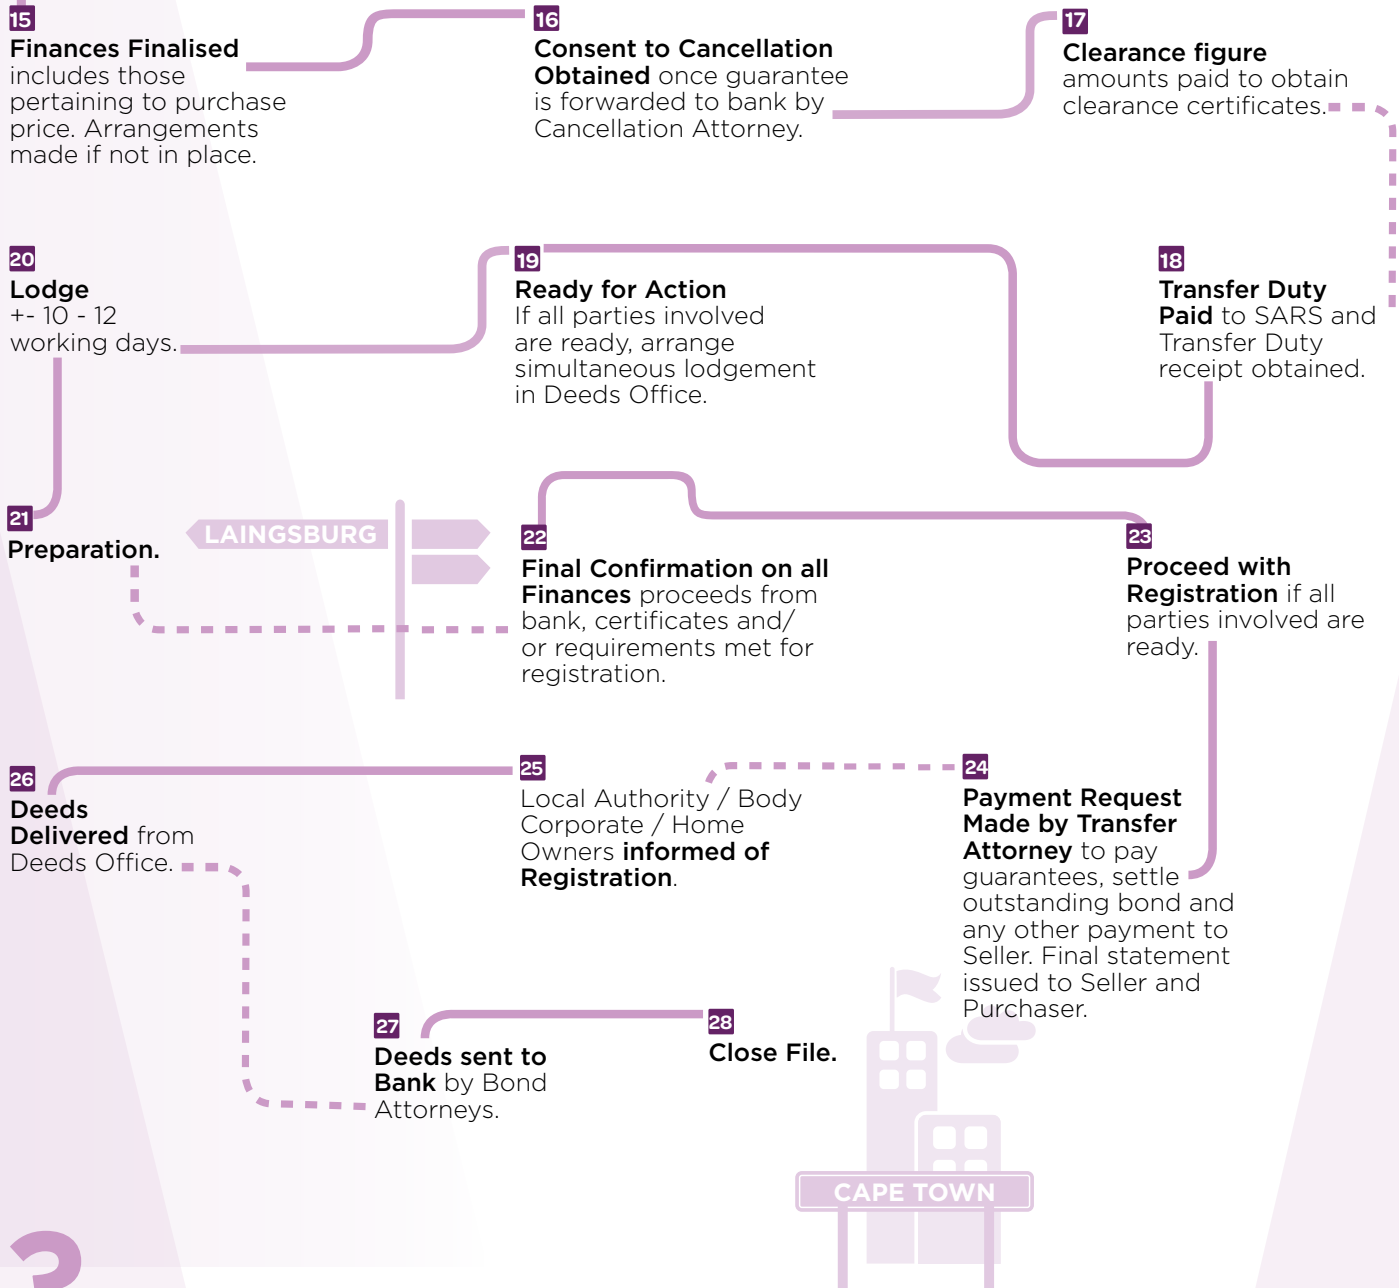 15
Finances Finalised
includes those
pertaining to purchase
price. Arrangements
made if not in place.
16
Consent to Cancellation
Obtained once guarantee
is forwarded to bank by
Cancellation Attorney.
17
Clearance figure
amounts paid to obtain
clearance certificates.
18
Transfer Duty
Paid to SARS and
Transfer Duty
receipt obtained.
19
Ready for Action
If all parties involved
are ready, arrange
simultaneous lodgement
in Deeds Office.
20
Lodge
+- 10 - 12
working days.
21
Preparation.
LAINGSBURG
22
Final Confirmation on all
Finances proceeds from
bank, certificates and/
or requirements met for
registration.
23
Proceed with
Registration if all
parties involved are
ready.
24
Payment Request
Made by Transfer
Attorney to pay
guarantees, settle
outstanding bond and
any other payment to
Seller. Final statement
issued to Seller and
Purchaser.
25
Local Authority / Body
Corporate / Home
Owners informed of
Registration.
26
Deeds
Delivered from
Deeds Office.
27
Deeds sent to
Bank by Bond
Attorneys.
28
Close File.
CAPE TOWN